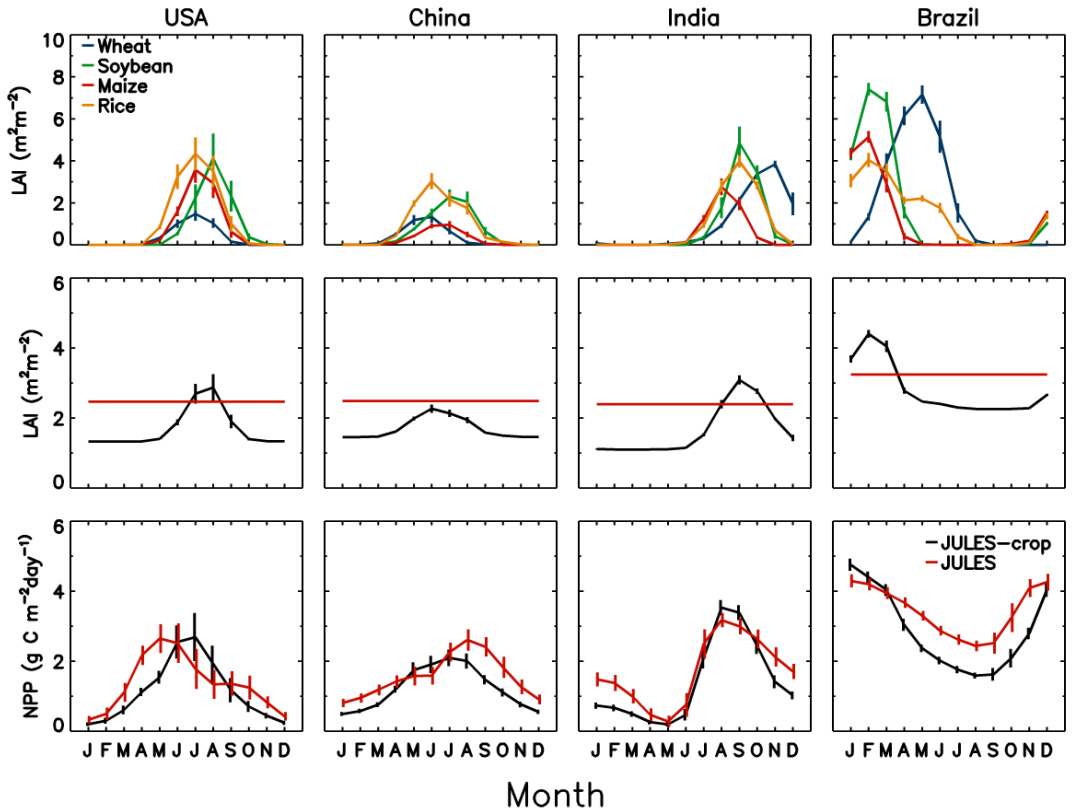 USA China India Brazil
LAI (m²m⁻²)
10
8
6
4
2
0
Wheat
Soybean
Maize
Rice
LAI (m²m⁻²)
6
4
2
0
NPP (g C m⁻²day⁻¹)
6
4
2
0
JULES−crop
JULES
J F M A M J J A S O N D J F M A M J J A S O N D J F M A M J J A S O N D J F M A M J J A S O N D
Month